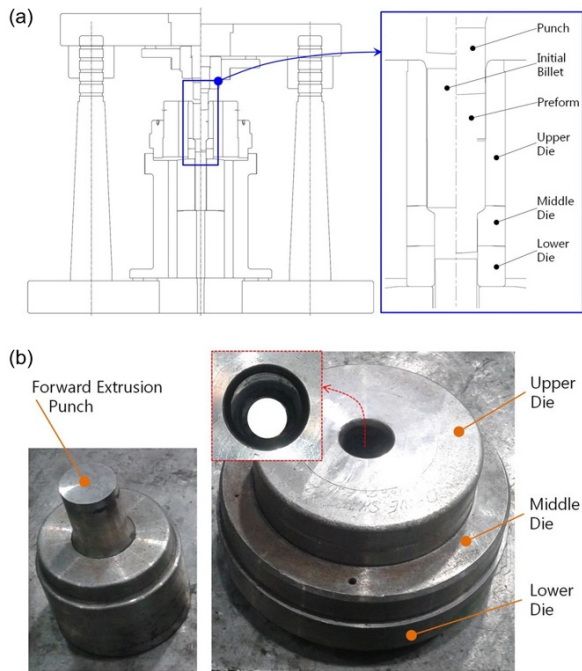 (a)
Punch
Initial
Billet
Preform
Upper
Die
Middle
Die
Lower
Die
(b)
Forward Extrusion
Punch
Upper
Die
Middle
Die
Lower
Die